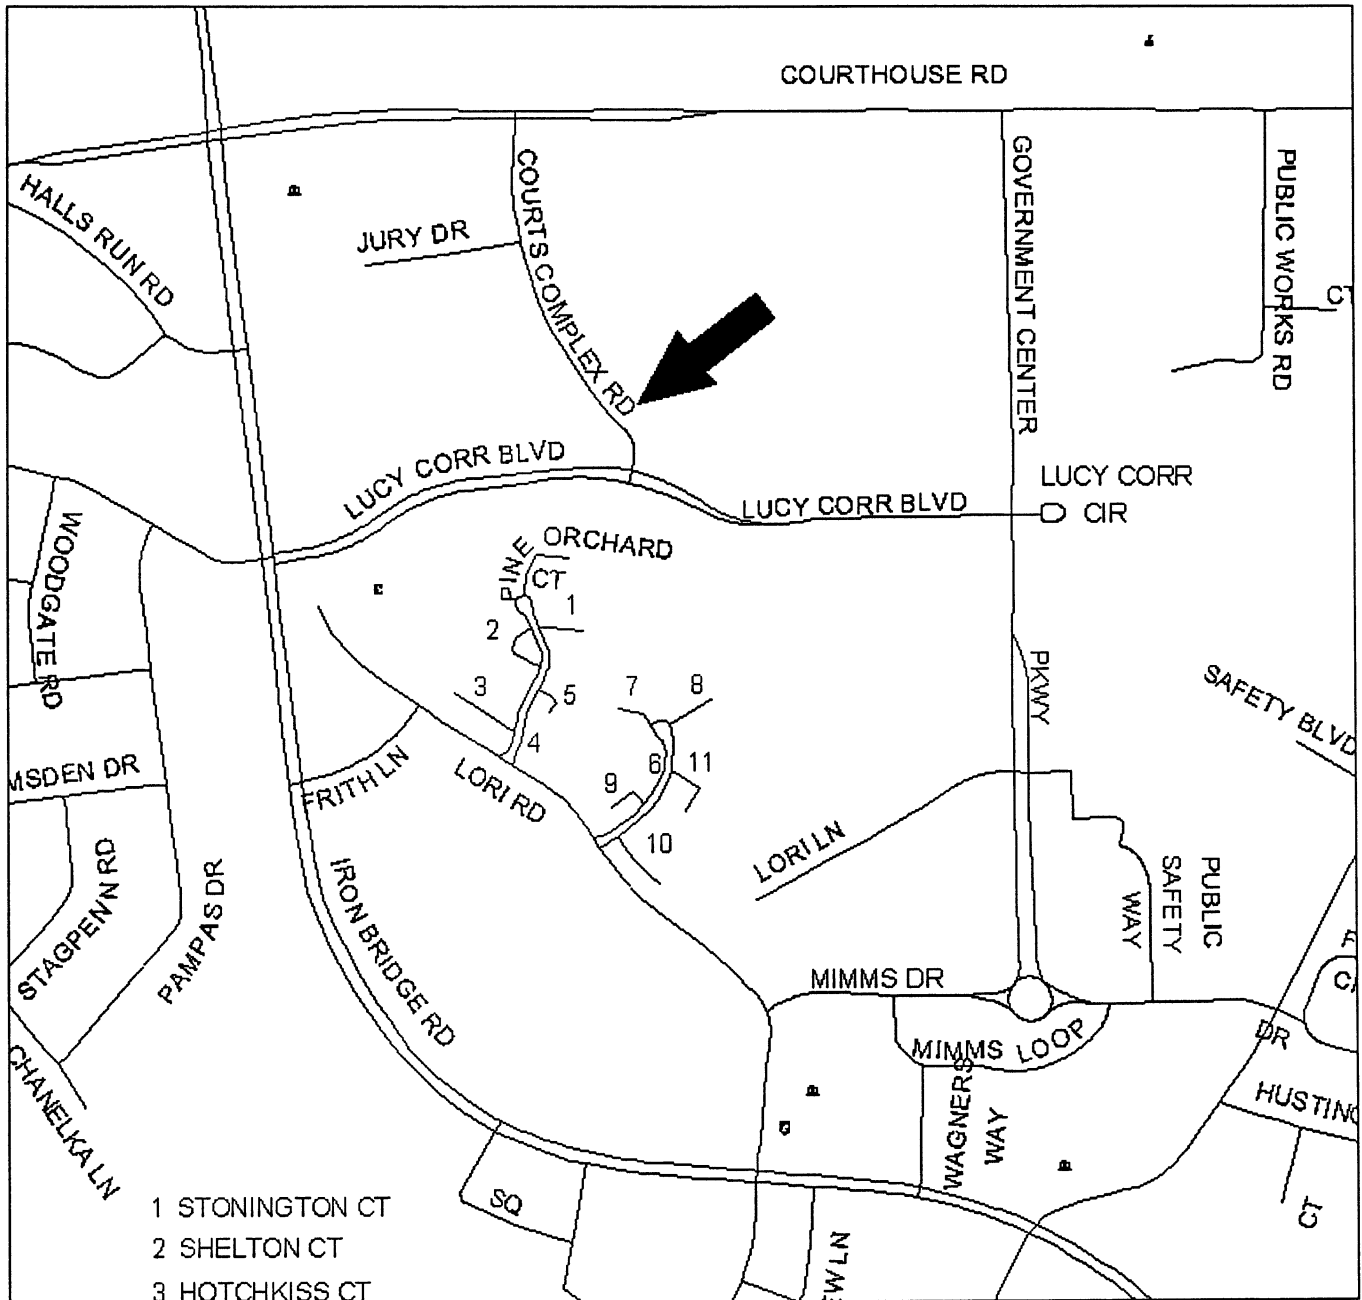 COURTHOUSE RD
HALLS RUN RD
JURY DR
COURTS COMPLEX RD
GOVERNMENT CENTER
PUBLIC WORKS RD
LUCY CORR BLVD
LUCY CORR BLVD
LUCY CORR
CIR
WOODGATE RD
PINE ORCHARD
CT
1
2
3
4
5
6
7
8
9
10
11
PKWY
SAFETY BLVD
MSDEN DR
FRITH LN
LORI RD
LORI LN
STAGPENN RD
PAMPAS DR
IRON BRIDGE RD
PUBLIC
SAFETY
WAY
MIMMS DR
MIMMS LOOP
DR
WAGNERS
WAY
CHANELKA LN
SQ
CT
EW LN
1 STONINGTON CT
2 SHELTON CT
3 HOTCHKISS CT